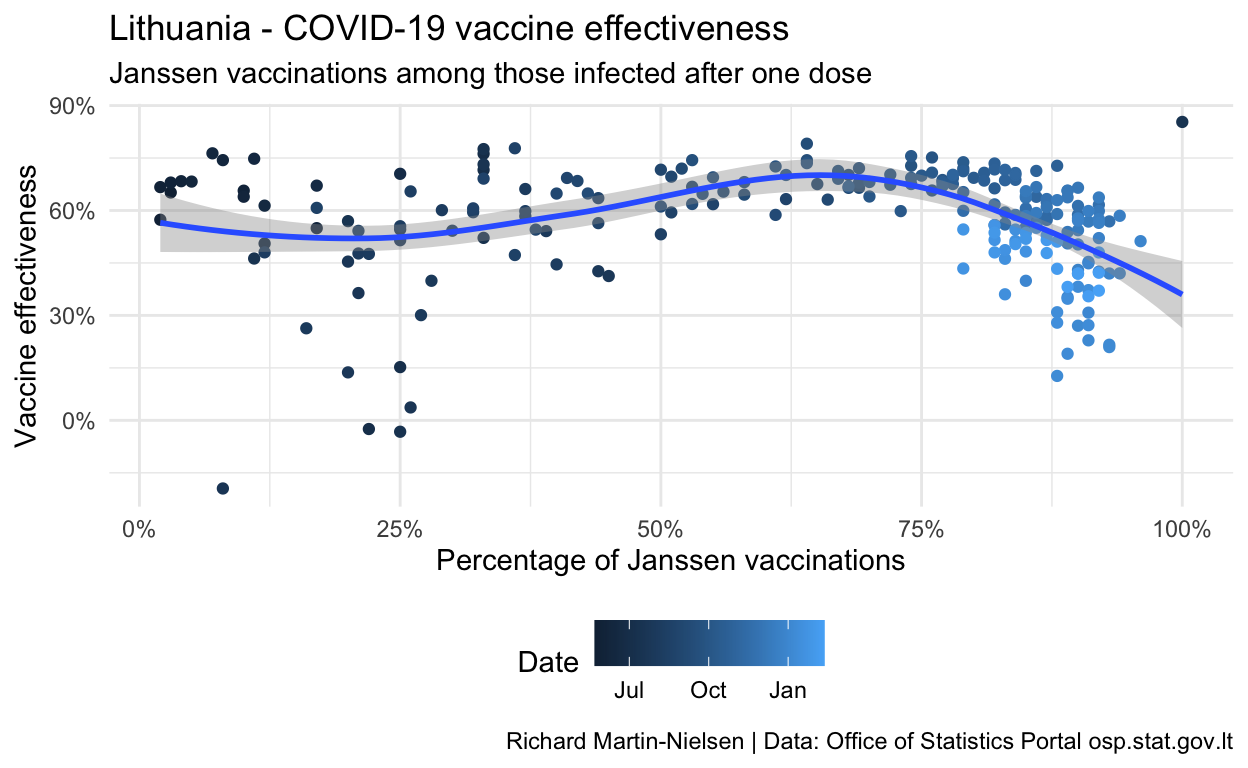 Lithuania - COVID-19 vaccine effectiveness
Janssen vaccinations among those infected after one dose
90%
60%
30%
0%
Vaccine effectiveness
0% 25% 50% 75% 100%
Percentage of Janssen vaccinations
Date
Jul Oct Jan
Richard Martin-Nielsen | Data: Office of Statistics Portal osp.stat.gov.lt